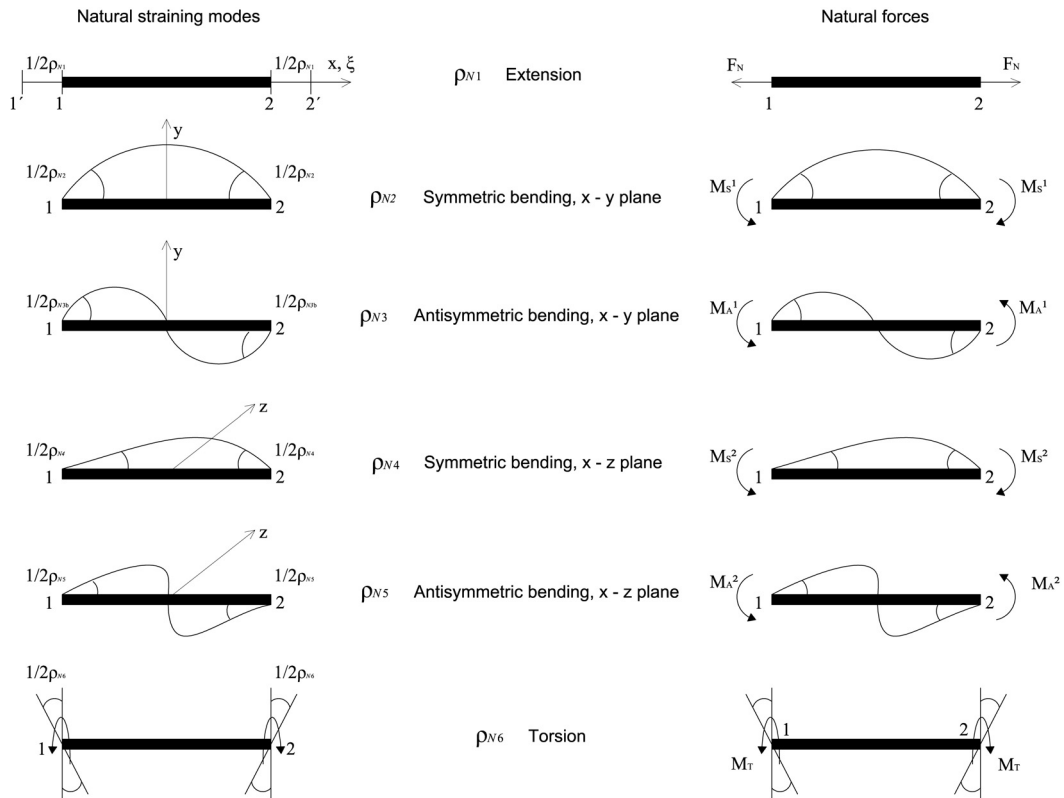 Natural straining modes
Natural forces
1/2ρN1
1/2ρN1
x, ξ
1´
1
2
2´
ρN1 Extension
FN
FN
1
2
y
1/2ρN2
1/2ρN2
1
2
ρN2 Symmetric bending, x - y plane
MS¹
MS¹
1
2
y
1/2ρN3b
1/2ρN3b
1
2
ρN3 Antisymmetric bending, x - y plane
MA¹
MA¹
1
2
z
1/2ρN4
1/2ρN4
1
2
ρN4 Symmetric bending, x - z plane
MS²
MS²
1
2
z
1/2ρN5
1/2ρN5
1
2
ρN5 Antisymmetric bending, x - z plane
MA²
MA²
1
2
1/2ρN6
1/2ρN6
1
2
ρN6 Torsion
1
2
MT
MT